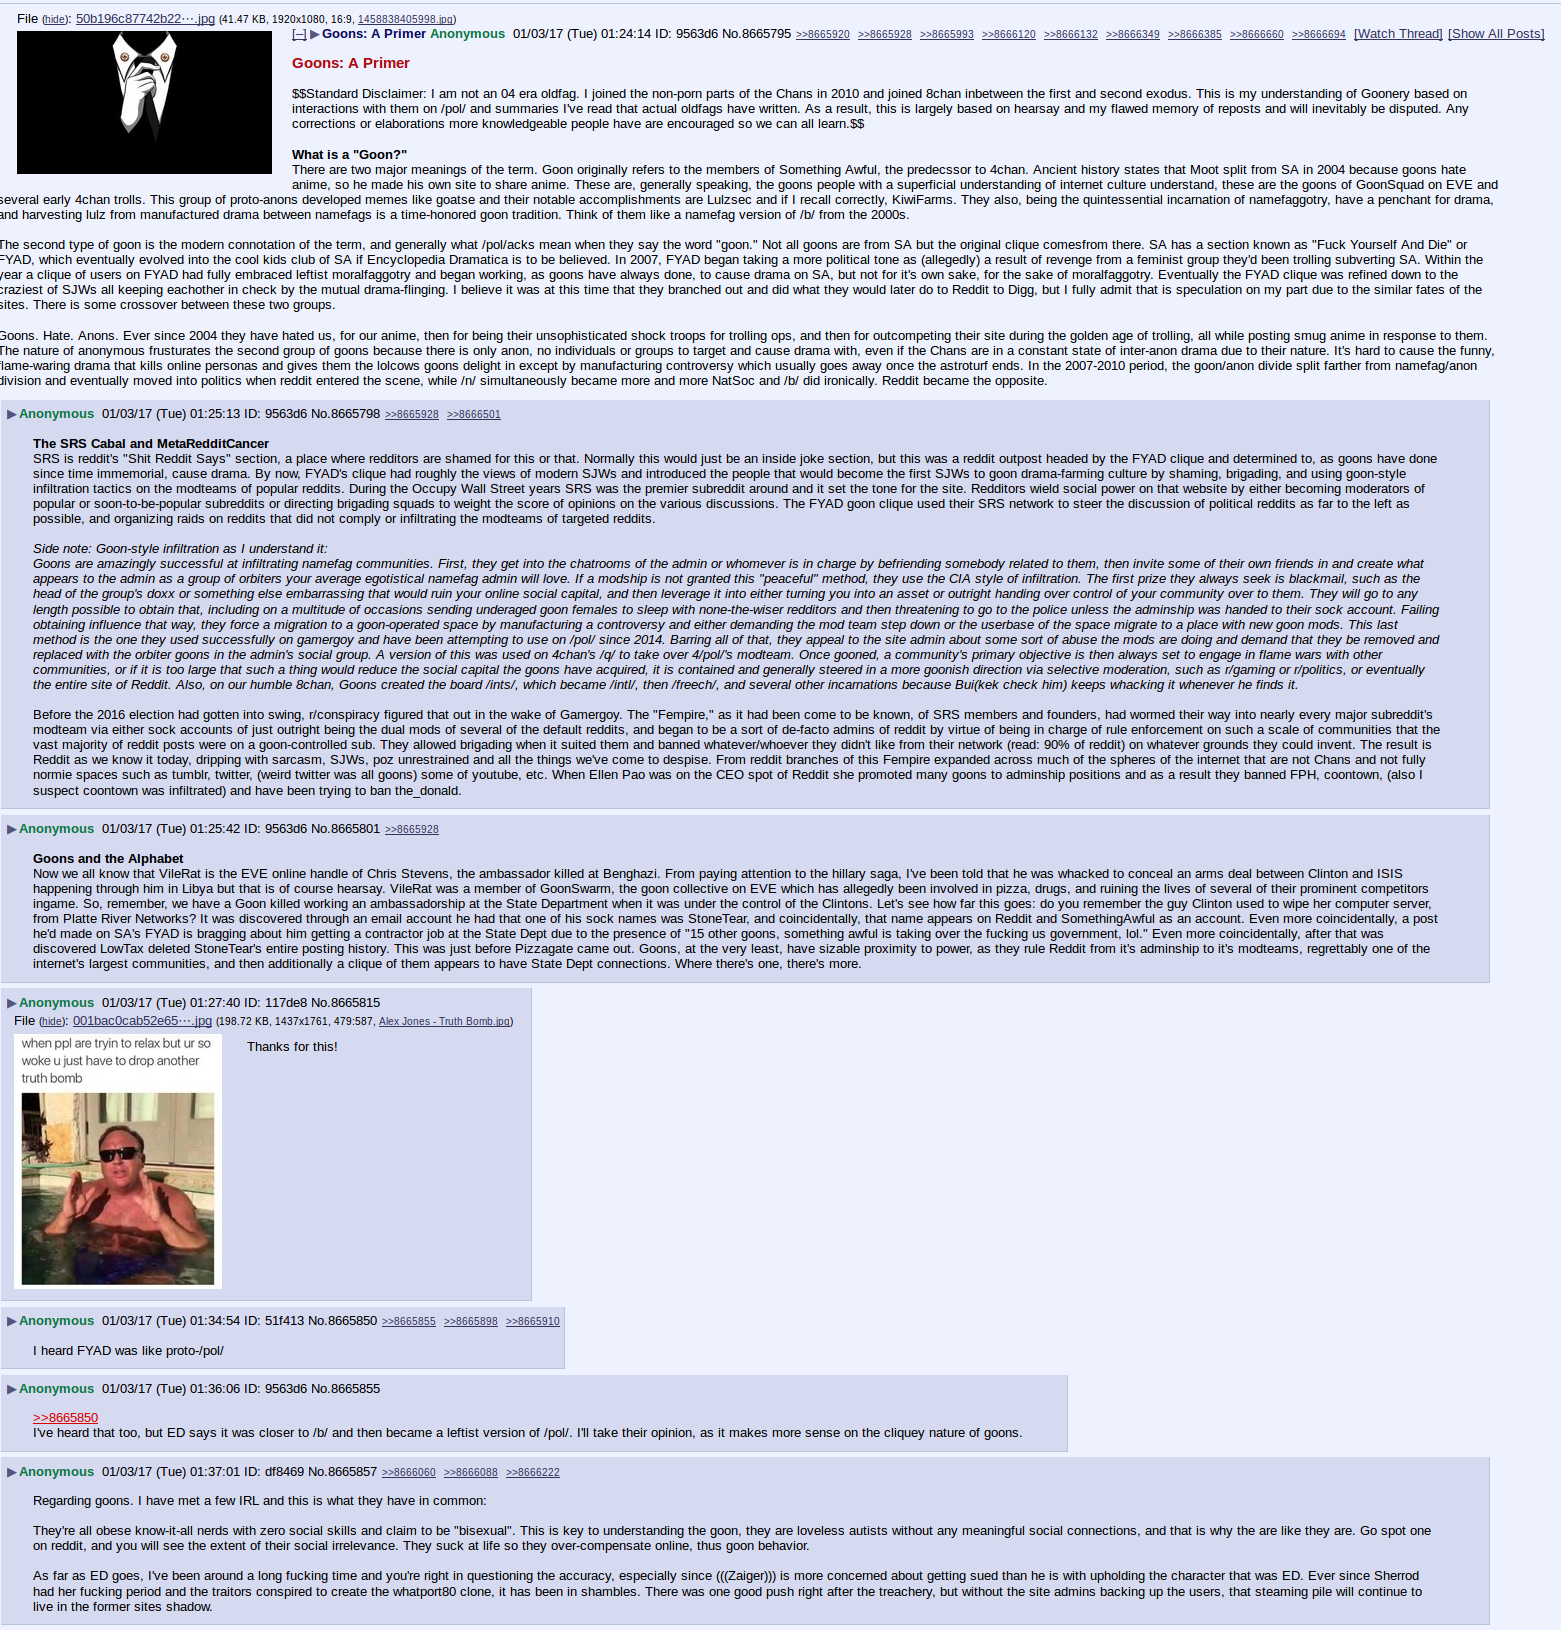 File (hide): 50b196c87742b22⋯.jpg (41.47 KB, 1920x1080, 16:9, 1458838405998.jpg)
[–] ▶ Goons: A Primer Anonymous 01/03/17 (Tue) 01:24:14 ID: 9563d6 No.8665795 >>8665920 >>8665928 >>8665993 >>8666120 >>8666132 >>8666349 >>8666385 >>8666660 >>8666694 [Watch Thread] [Show All Posts]
Goons: A Primer
$$Standard Disclaimer: I am not an 04 era oldfag. I joined the non-porn parts of the Chans in 2010 and joined 8chan inbetween the first and second exodus. This is my understanding of Goonery based on
interactions with them on /pol/ and summaries I've read that actual oldfags have written. As a result, this is largely based on hearsay and my flawed memory of reposts and will inevitably be disputed. Any
corrections or elaborations more knowledgeable people have are encouraged so we can all learn.$$
What is a "Goon?"
There are two major meanings of the term. Goon originally refers to the members of Something Awful, the predecssor to 4chan. Ancient history states that Moot split from SA in 2004 because goons hate
anime, so he made his own site to share anime. These are, generally speaking, the goons people with a superficial understanding of internet culture understand, these are the goons of GoonSquad on EVE and
several early 4chan trolls. This group of proto-anons developed memes like goatse and their notable accomplishments are Lulzsec and if I recall correctly, KiwiFarms. They also, being the quintessential incarnation of namefaggotry, have a penchant for drama,
and harvesting lulz from manufactured drama between namefags is a time-honored goon tradition. Think of them like a namefag version of /b/ from the 2000s.
The second type of goon is the modern connotation of the term, and generally what /pol/acks mean when they say the word "goon." Not all goons are from SA but the original clique comesfrom there. SA has a section known as "Fuck Yourself And Die" or
FYAD, which eventually evolved into the cool kids club of SA if Encyclopedia Dramatica is to be believed. In 2007, FYAD began taking a more political tone as (allegedly) a result of revenge from a feminist group they'd been trolling subverting SA. Within the
year a clique of users on FYAD had fully embraced leftist moralfaggotry and began working, as goons have always done, to cause drama on SA, but not for it's own sake, for the sake of moralfaggotry. Eventually the FYAD clique was refined down to the
craziest of SJWs all keeping eachother in check by the mutual drama-flinging. I believe it was at this time that they branched out and did what they would later do to Reddit to Digg, but I fully admit that is speculation on my part due to the similar fates of the
sites. There is some crossover between these two groups.
Goons. Hate. Anons. Ever since 2004 they have hated us, for our anime, then for being their unsophisticated shock troops for trolling ops, and then for outcompeting their site during the golden age of trolling, all while posting smug anime in response to them.
The nature of anonymous frusturates the second group of goons because there is only anon, no individuals or groups to target and cause drama with, even if the Chans are in a constant state of inter-anon drama due to their nature. It's hard to cause the funny,
flame-waring drama that kills online personas and gives them the lolcows goons delight in except by manufacturing controversy which usually goes away once the astroturf ends. In the 2007-2010 period, the goon/anon divide split farther from namefag/anon
division and eventually moved into politics when reddit entered the scene, while /n/ simultaneously became more and more NatSoc and /b/ did ironically. Reddit became the opposite.
▶ Anonymous 01/03/17 (Tue) 01:25:13 ID: 9563d6 No.8665798 >>8665928 >>8666501
The SRS Cabal and MetaRedditCancer
SRS is reddit's "Shit Reddit Says" section, a place where redditors are shamed for this or that. Normally this would just be an inside joke section, but this was a reddit outpost headed by the FYAD clique and determined to, as goons have done
since time immemorial, cause drama. By now, FYAD's clique had roughly the views of modern SJWs and introduced the people that would become the first SJWs to goon drama-farming culture by shaming, brigading, and using goon-style
infiltration tactics on the modteams of popular reddits. During the Occupy Wall Street years SRS was the premier subreddit around and it set the tone for the site. Redditors wield social power on that website by either becoming moderators of
popular or soon-to-be-popular subreddits or directing brigading squads to weight the score of opinions on the various discussions. The FYAD goon clique used their SRS network to steer the discussion of political reddits as far to the left as
possible, and organizing raids on reddits that did not comply or infiltrating the modteams of targeted reddits.
Side note: Goon-style infiltration as I understand it:
Goons are amazingly successful at infiltrating namefag communities. First, they get into the chatrooms of the admin or whomever is in charge by befriending somebody related to them, then invite some of their own friends in and create what
appears to the admin as a group of orbiters your average egotistical namefag admin will love. If a modship is not granted this "peaceful" method, they use the CIA style of infiltration. The first prize they always seek is blackmail, such as the
head of the group's doxx or something else embarrassing that would ruin your online social capital, and then leverage it into either turning you into an asset or outright handing over control of your community over to them. They will go to any
length possible to obtain that, including on a multitude of occasions sending underaged goon females to sleep with none-the-wiser redditors and then threatening to go to the police unless the adminship was handed to their sock account. Failing
obtaining influence that way, they force a migration to a goon-operated space by manufacturing a controversy and either demanding the mod team step down or the userbase of the space migrate to a place with new goon mods. This last
method is the one they used successfully on gamergoy and have been attempting to use on /pol/ since 2014. Barring all of that, they appeal to the site admin about some sort of abuse the mods are doing and demand that they be removed and
replaced with the orbiter goons in the admin's social group. A version of this was used on 4chan's /q/ to take over 4/pol/'s modteam. Once gooned, a community's primary objective is then always set to engage in flame wars with other
communities, or if it is too large that such a thing would reduce the social capital the goons have acquired, it is contained and generally steered in a more goonish direction via selective moderation, such as r/gaming or r/politics, or eventually
the entire site of Reddit. Also, on our humble 8chan, Goons created the board /ints/, which became /intl/, then /freech/, and several other incarnations because Bui(kek check him) keeps whacking it whenever he finds it.
Before the 2016 election had gotten into swing, r/conspiracy figured that out in the wake of Gamergoy. The "Fempire," as it had been come to be known, of SRS members and founders, had wormed their way into nearly every major subreddit's
modteam via either sock accounts of just outright being the dual mods of several of the default reddits, and began to be a sort of de-facto admins of reddit by virtue of being in charge of rule enforcement on such a scale of communities that the
vast majority of reddit posts were on a goon-controlled sub. They allowed brigading when it suited them and banned whatever/whoever they didn't like from their network (read: 90% of reddit) on whatever grounds they could invent. The result is
Reddit as we know it today, dripping with sarcasm, SJWs, poz unrestrained and all the things we've come to despise. From reddit branches of this Fempire expanded across much of the spheres of the internet that are not Chans and not fully
normie spaces such as tumblr, twitter, (weird twitter was all goons) some of youtube, etc. When Ellen Pao was on the CEO spot of Reddit she promoted many goons to adminship positions and as a result they banned FPH, coontown, (also I
suspect coontown was infiltrated) and have been trying to ban the_donald.
▶ Anonymous 01/03/17 (Tue) 01:25:42 ID: 9563d6 No.8665801 >>8665928
Goons and the Alphabet
Now we all know that VileRat is the EVE online handle of Chris Stevens, the ambassador killed at Benghazi. From paying attention to the hillary saga, I've been told that he was whacked to conceal an arms deal between Clinton and ISIS
happening through him in Libya but that is of course hearsay. VileRat was a member of GoonSwarm, the goon collective on EVE which has allegedly been involved in pizza, drugs, and ruining the lives of several of their prominent competitors
ingame. So, remember, we have a Goon killed working an ambassadorship at the State Department when it was under the control of the Clintons. Let's see how far this goes: do you remember the guy Clinton used to wipe her computer server,
from Platte River Networks? It was discovered through an email account he had that one of his sock names was StoneTear, and coincidentally, that name appears on Reddit and SomethingAwful as an account. Even more coincidentally, a post
he'd made on SA's FYAD is bragging about him getting a contractor job at the State Dept due to the presence of "15 other goons, something awful is taking over the fucking us government, lol." Even more coincidentally, after that was
discovered LowTax deleted StoneTear's entire posting history. This was just before Pizzagate came out. Goons, at the very least, have sizable proximity to power, as they rule Reddit from it's adminship to it's modteams, regrettably one of the
internet's largest communities, and then additionally a clique of them appears to have State Dept connections. Where there's one, there's more.
▶ Anonymous 01/03/17 (Tue) 01:27:40 ID: 117de8 No.8665815
File (hide): 001bac0cab52e65⋯.jpg (198.72 KB, 1437x1761, 479:587, Alex Jones - Truth Bomb.jpg)
when ppl are tryin to relax but ur so
woke u just have to drop another
truth bomb
Thanks for this!
▶ Anonymous 01/03/17 (Tue) 01:34:54 ID: 51f413 No.8665850 >>8665855 >>8665898 >>8665910
I heard FYAD was like proto-/pol/
▶ Anonymous 01/03/17 (Tue) 01:36:06 ID: 9563d6 No.8665855
>>8665850
I've heard that too, but ED says it was closer to /b/ and then became a leftist version of /pol/. I'll take their opinion, as it makes more sense on the cliquey nature of goons.
▶ Anonymous 01/03/17 (Tue) 01:37:01 ID: df8469 No.8665857 >>8666060 >>8666088 >>8666222
Regarding goons. I have met a few IRL and this is what they have in common:
They're all obese know-it-all nerds with zero social skills and claim to be "bisexual". This is key to understanding the goon, they are loveless autists without any meaningful social connections, and that is why the are like they are. Go spot one
on reddit, and you will see the extent of their social irrelevance. They suck at life so they over-compensate online, thus goon behavior.
As far as ED goes, I've been around a long fucking time and you're right in questioning the accuracy, especially since (((Zaiger))) is more concerned about getting sued than he is with upholding the character that was ED. Ever since Sherrod
had her fucking period and the traitors conspired to create the whatport80 clone, it has been in shambles. There was one good push right after the treachery, but without the site admins backing up the users, that steaming pile will continue to
live in the former sites shadow.